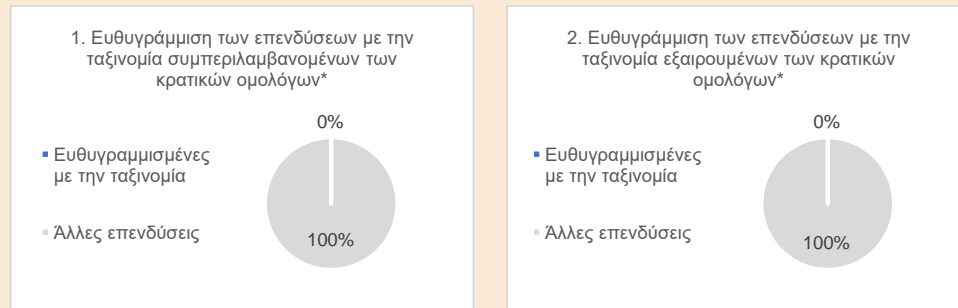 1. Ευθυγράμμιση των επενδύσεων με την
ταξινομία συμπεριλαμβανομένων των
κρατικών ομολόγων*
0%
Ευθυγραμμισμένες
με την ταξινομία
Άλλες επενδύσεις
100%
2. Ευθυγράμμιση των επενδύσεων με την
ταξινομία εξαιρουμένων των κρατικών
ομολόγων*
0%
Ευθυγραμμισμένες
με την ταξινομία
Άλλες επενδύσεις
100%